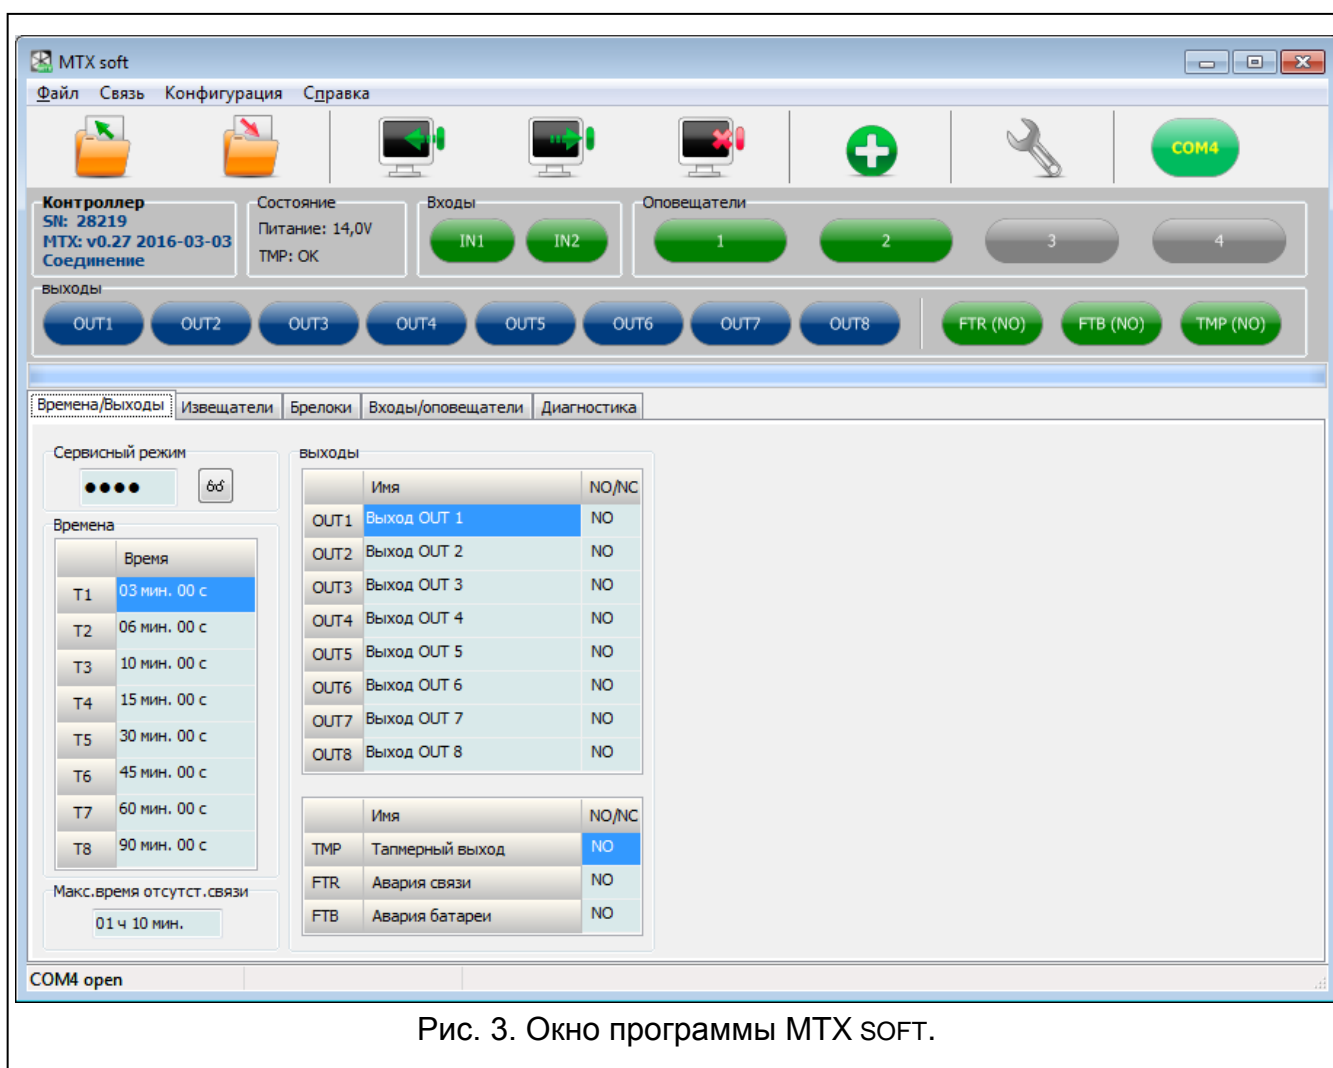 MTX soft
Файл Связь Конфигурация Справка
COM4
Контроллер
SN: 28219
MTX: v0.27 2016-03-03
Соединение
Состояние
Питание: 14,0V
TMP: OK
Входы
IN1 IN2
Оповещатели
1 2 3 4
выходы
OUT1 OUT2 OUT3 OUT4 OUT5 OUT6 OUT7 OUT8 FTR (NO) FTB (NO) TMP (NO)
Времена/Выходы Извещатели Брелоки Входы/оповещатели Диагностика
Сервисный режим
●●●●
Времена
Время
T1 03 мин. 00 с
T2 06 мин. 00 с
T3 10 мин. 00 с
T4 15 мин. 00 с
T5 30 мин. 00 с
T6 45 мин. 00 с
T7 60 мин. 00 с
T8 90 мин. 00 с
Макс.время отсутст.связи
01 ч 10 мин.
выходы
Имя NO/NC
OUT1 Выход OUT 1 NO
OUT2 Выход OUT 2 NO
OUT3 Выход OUT 3 NO
OUT4 Выход OUT 4 NO
OUT5 Выход OUT 5 NO
OUT6 Выход OUT 6 NO
OUT7 Выход OUT 7 NO
OUT8 Выход OUT 8 NO
Имя NO/NC
TMP Тапмерный выход NO
FTR Авария связи NO
FTB Авария батареи NO
COM4 open
Рис. 3. Окно программы MTX SOFT.